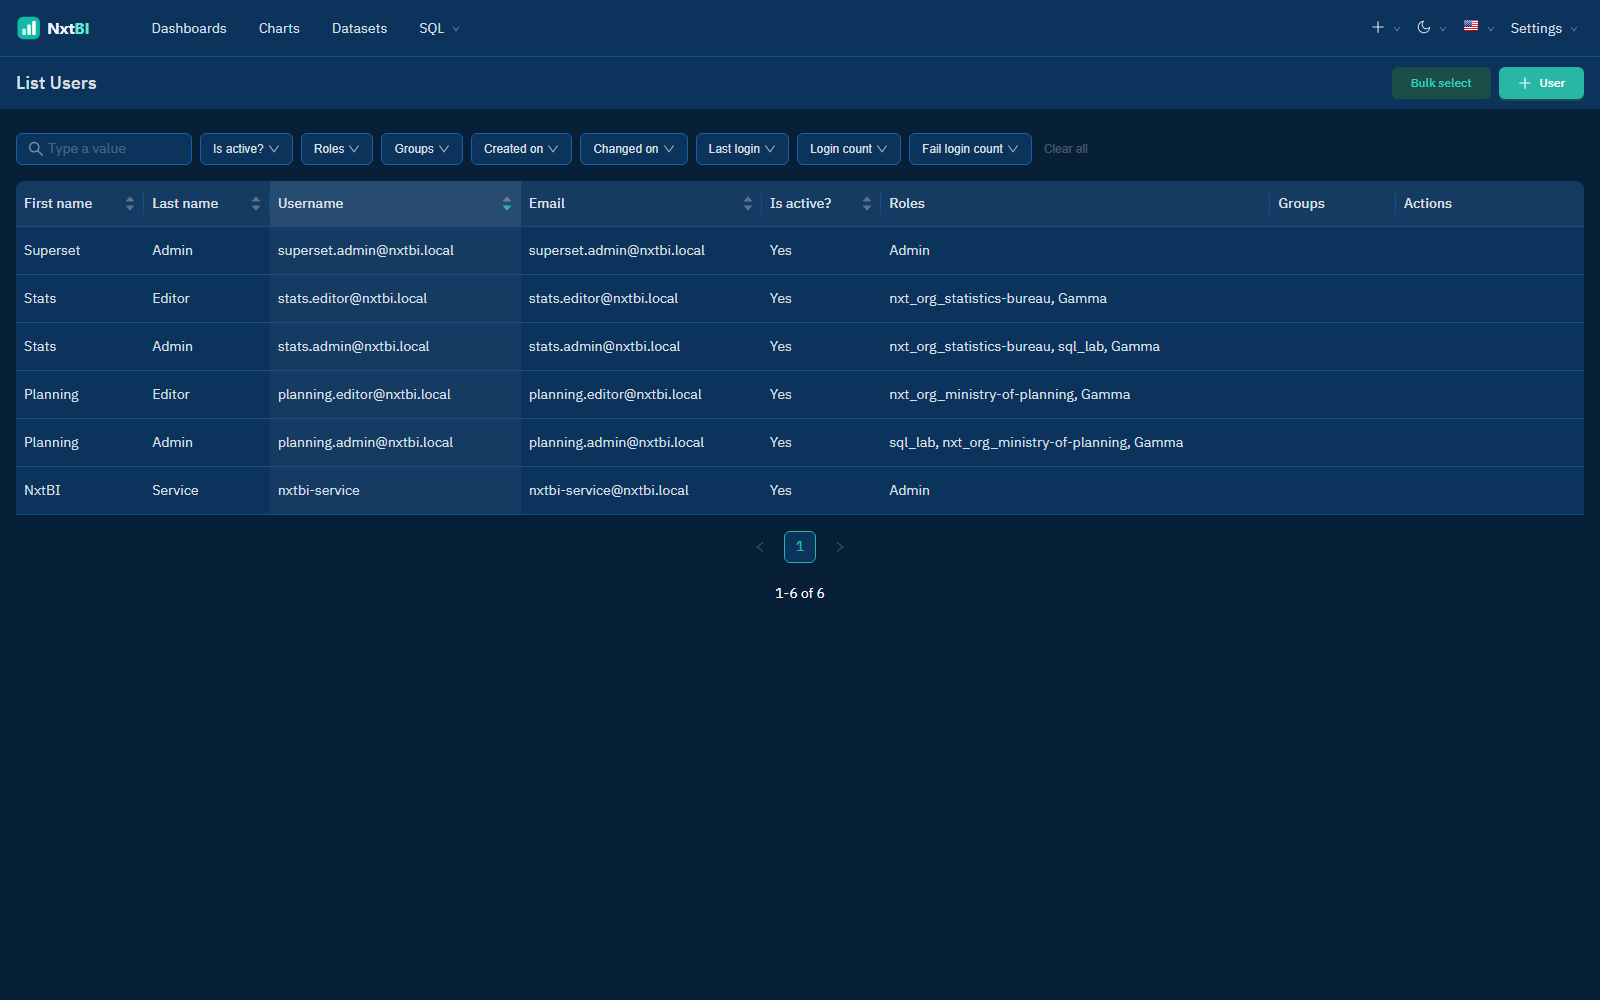 NxtBI Dashboards Charts Datasets SQL Settings
List Users Bulk select User
Type a value Is active? Roles Groups Created on Changed on Last login Login count Fail login count Clear all
First name Last name Username Email Is active? Roles Groups Actions
Superset Admin superset.admin@nxtbi.local superset.admin@nxtbi.local Yes Admin
Stats Editor stats.editor@nxtbi.local stats.editor@nxtbi.local Yes nxt_org_statistics-bureau, Gamma
Stats Admin stats.admin@nxtbi.local stats.admin@nxtbi.local Yes nxt_org_statistics-bureau, sql_lab, Gamma
Planning Editor planning.editor@nxtbi.local planning.editor@nxtbi.local Yes nxt_org_ministry-of-planning, Gamma
Planning Admin planning.admin@nxtbi.local planning.admin@nxtbi.local Yes sql_lab, nxt_org_ministry-of-planning, Gamma
NxtBI Service nxtbi-service nxtbi-service@nxtbi.local Yes Admin
1
1-6 of 6